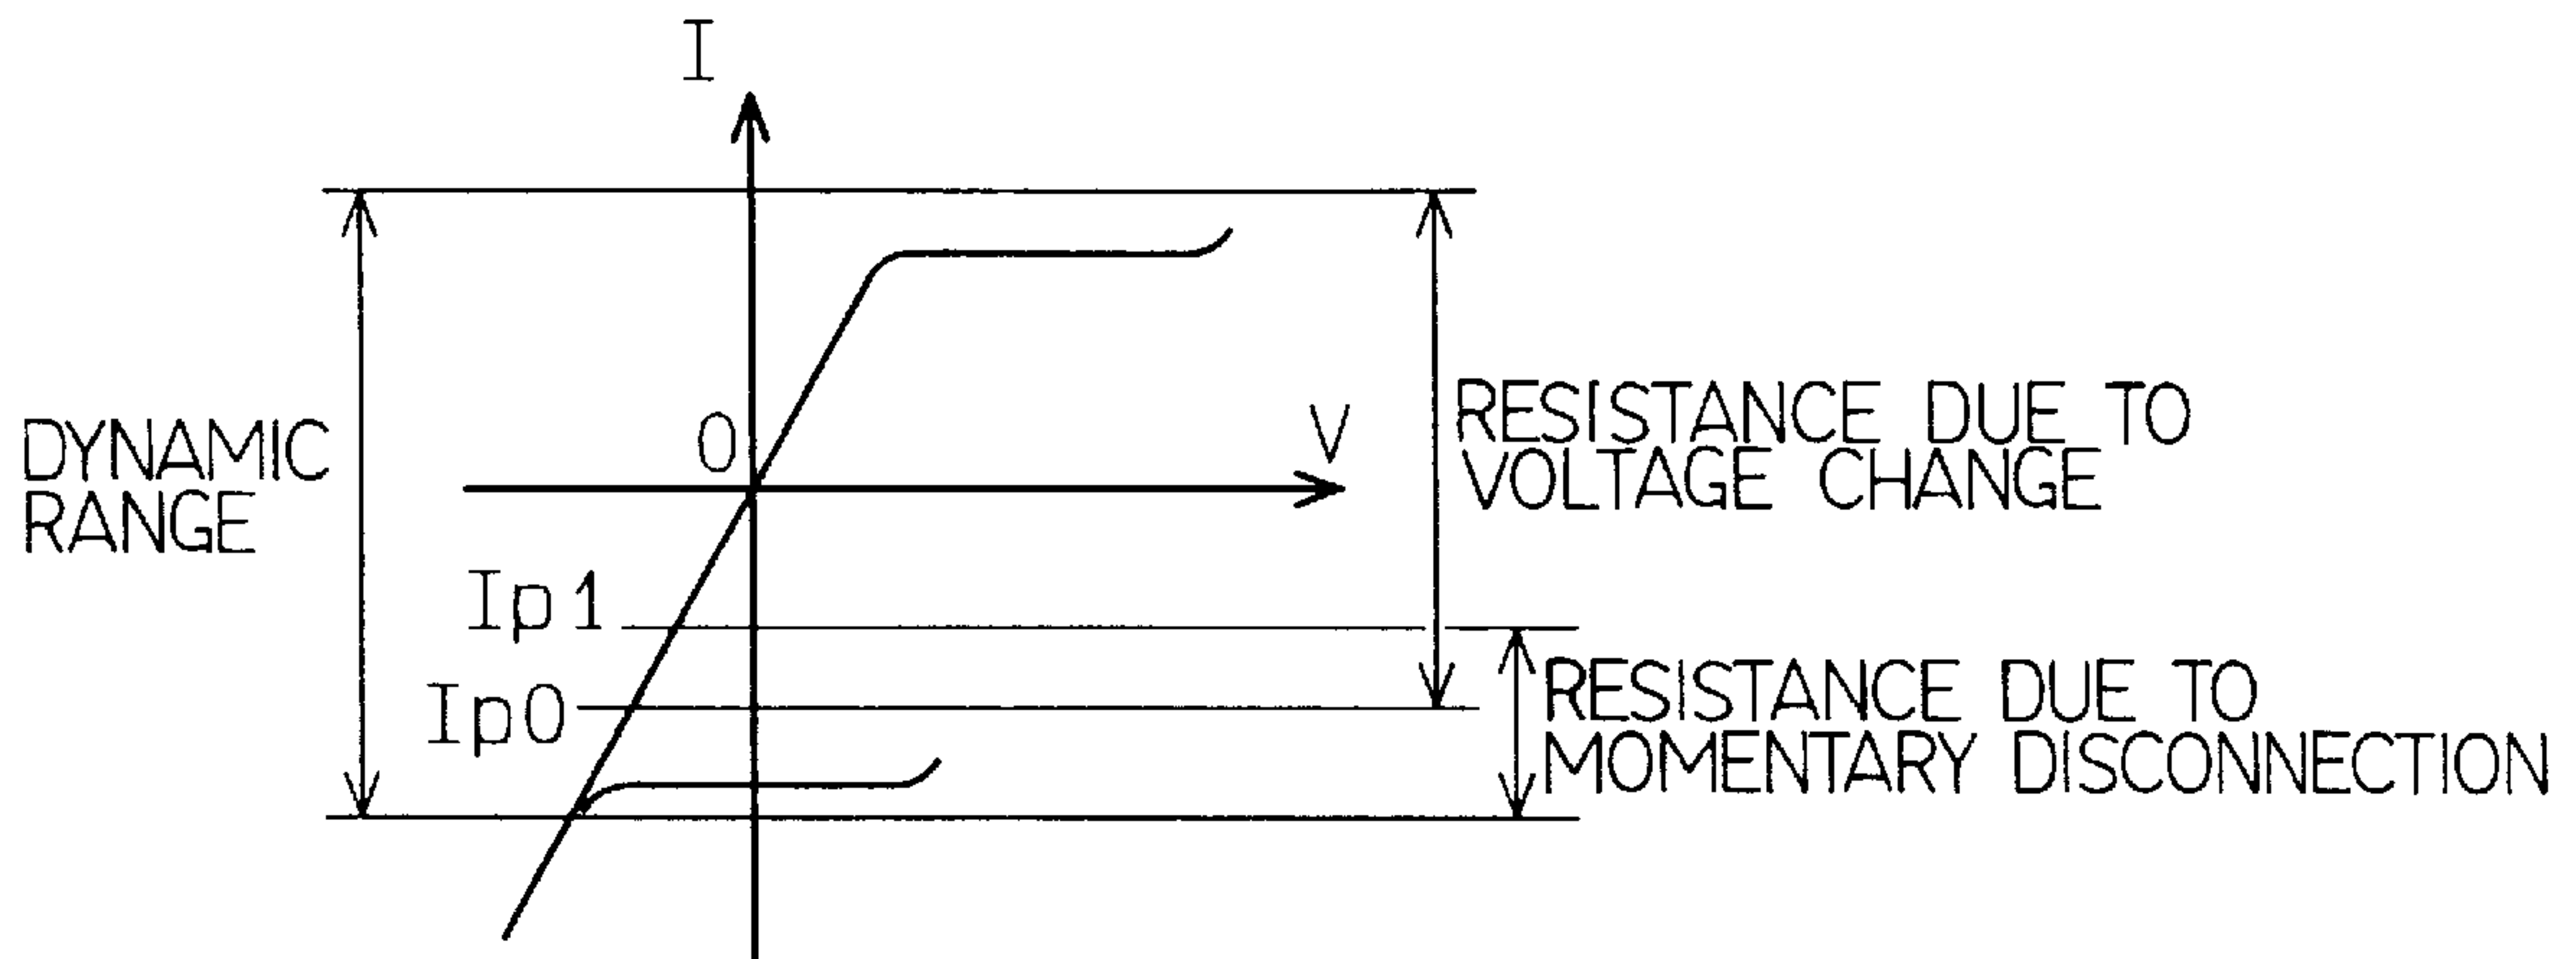 I
DYNAMIC
RANGE
0
V
RESISTANCE DUE TO
VOLTAGE CHANGE
Ip1
Ip0
RESISTANCE DUE TO
MOMENTARY DISCONNECTION